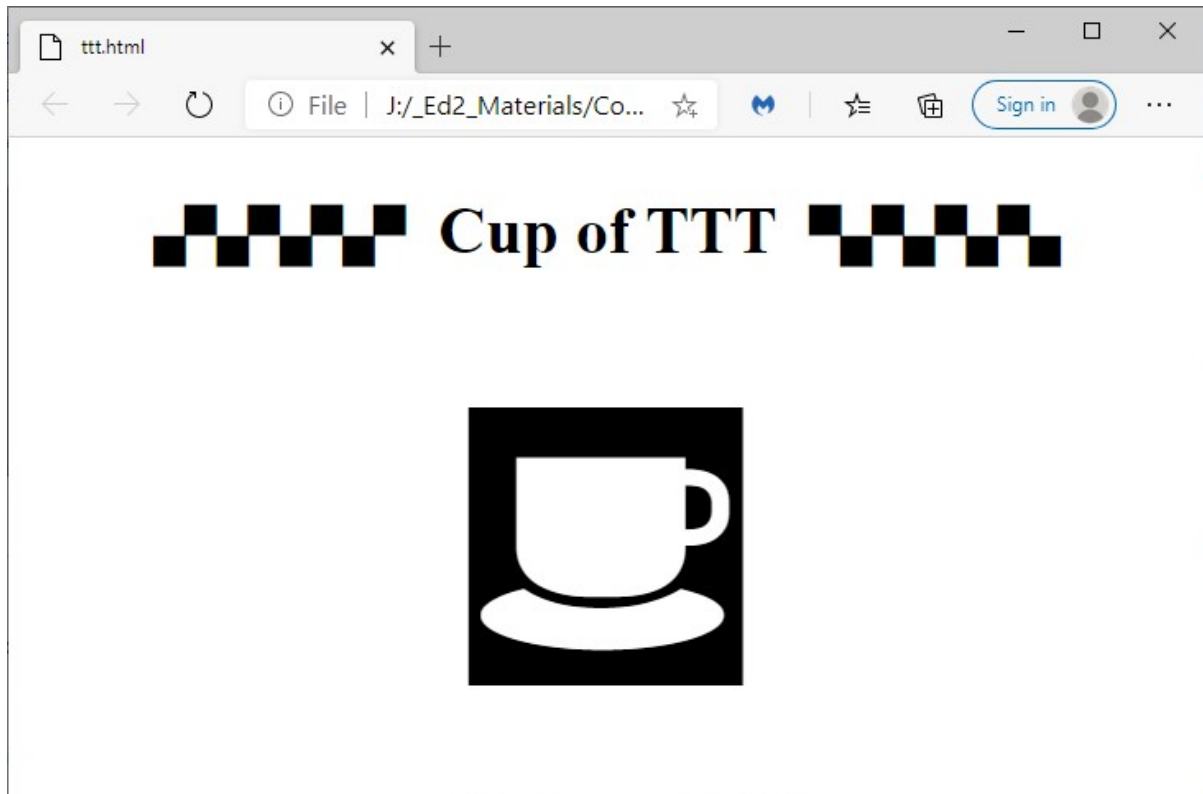 ttt.html
File | J:/_Ed2_Materials/Co... Sign in
Cup of TTT